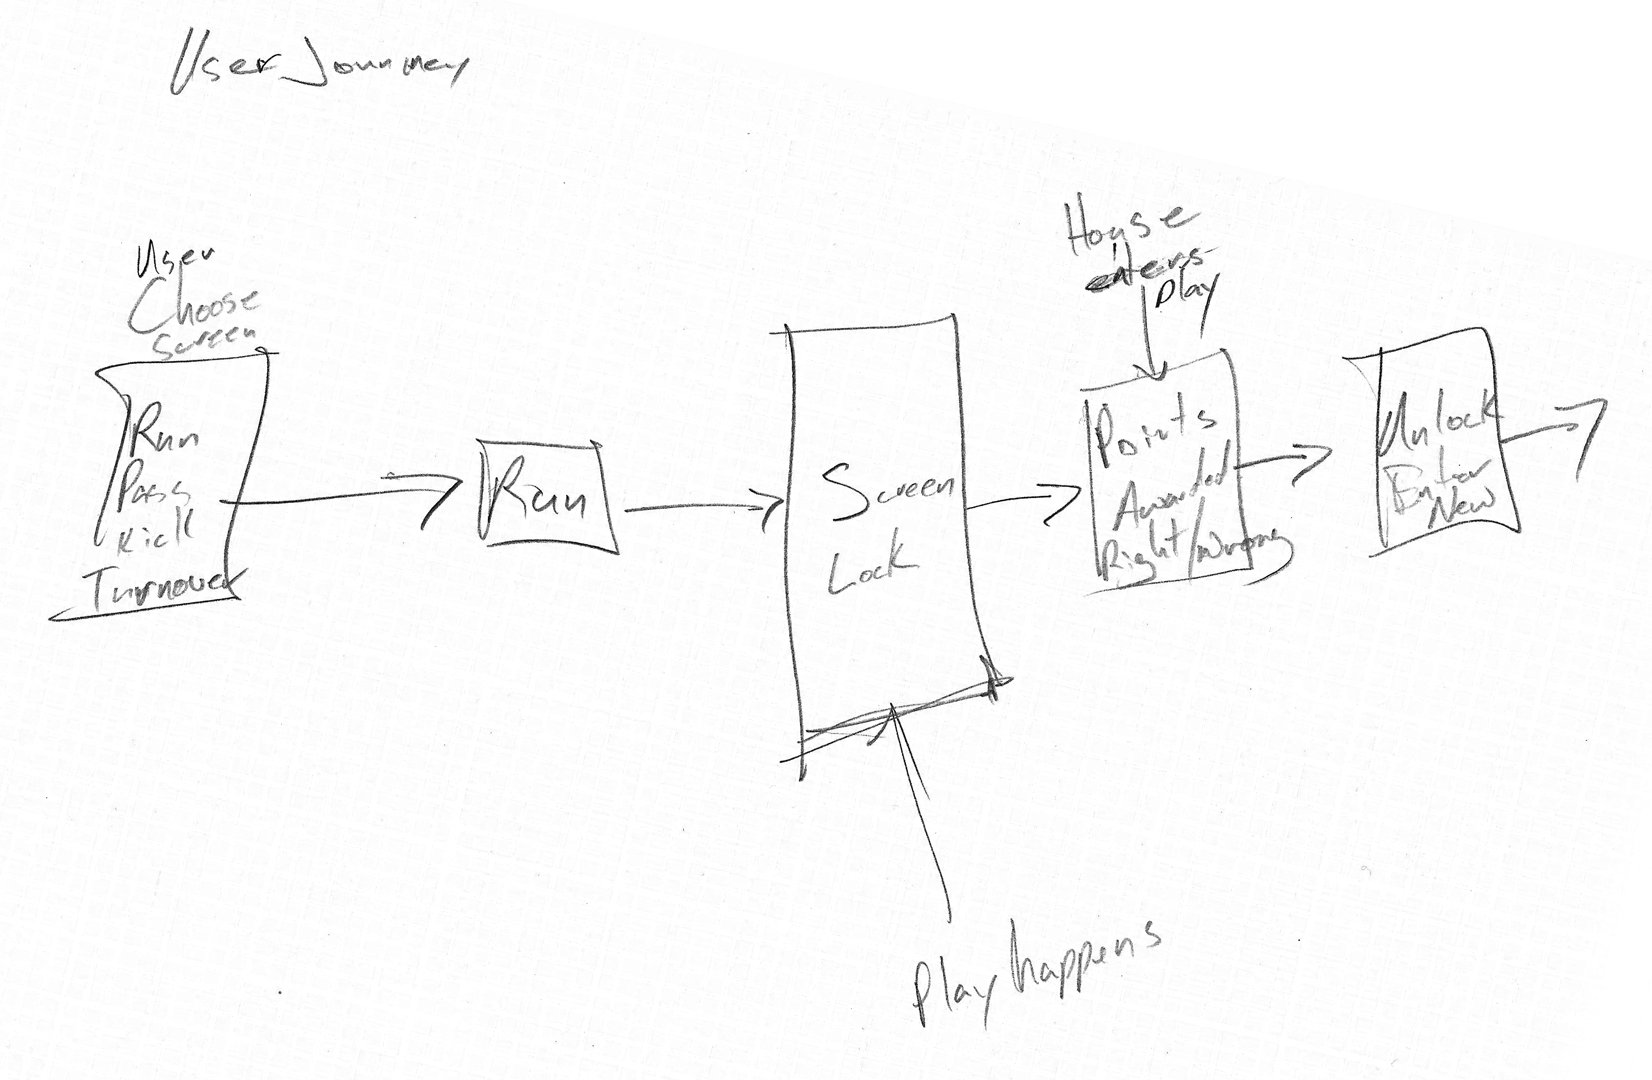 User Journey
User
Choose
Screen
Run
Pass
Kick
Turnover
Run
Screen
Lock
Play happens
House
enters
play
Points
Awarded
Right/Wrong
Unlock
Enter
New